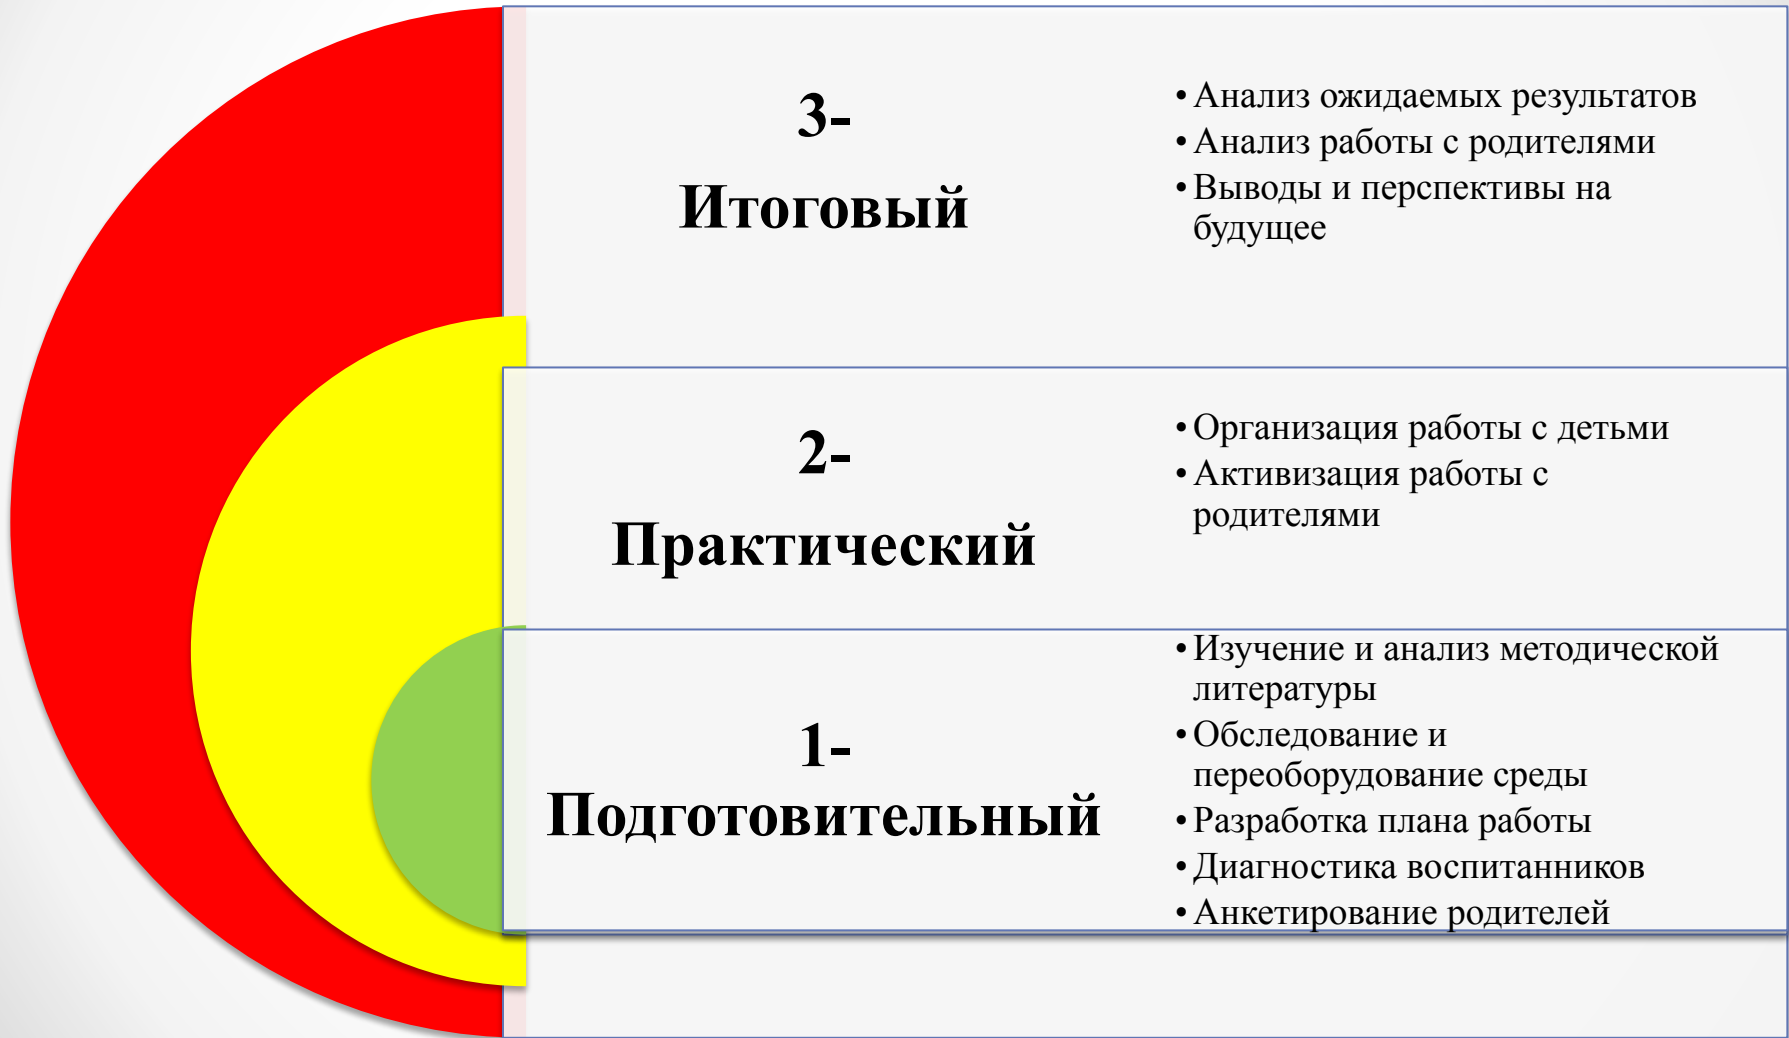 3-
Итоговый
• Анализ ожидаемых результатов
• Анализ работы с родителями
• Выводы и перспективы на
будущее
2-
Практический
• Организация работы с детьми
• Активизация работы с
родителями
1-
Подготовительный
• Изучение и анализ методической
литературы
• Обследование и
переоборудование среды
• Разработка плана работы
• Диагностика воспитанников
• Анкетирование родителей